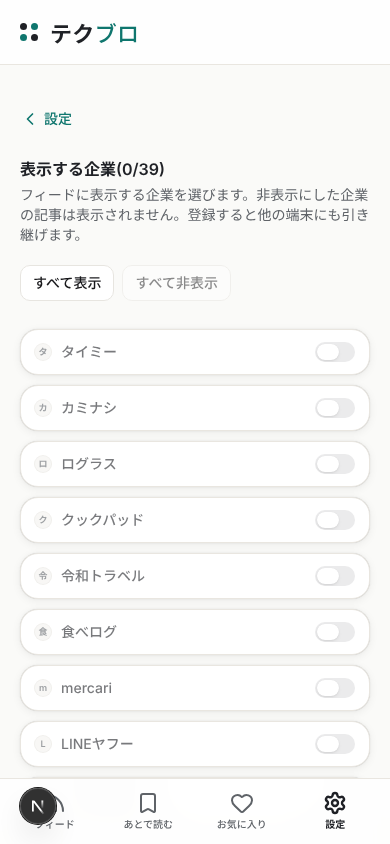 テクブロ
設定
表示する企業(0/39)
フィードに表示する企業を選びます。非表示にした企業
の記事は表示されません。登録すると他の端末にも引き
継げます。
すべて表示
すべて非表示
タ タイミー
カ カミナシ
ロ ログラス
ク クックパッド
令 令和トラベル
食 食べログ
m mercari
L LINEヤフー
N
ィード
あとで読む
お気に入り
設定